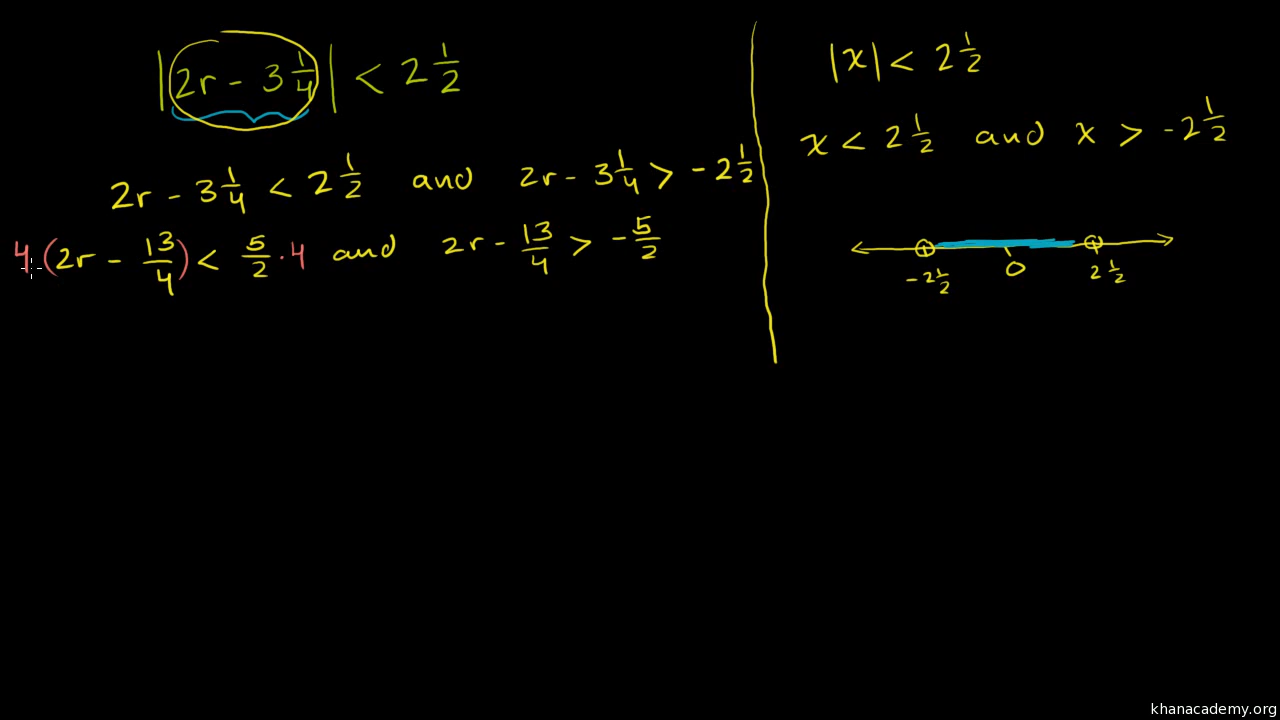 |2r - 3 1/4| < 2 1/2
2r - 3 1/4 < 2 1/2 and 2r - 3 1/4 > -2 1/2
4·(2r - 13/4) < 5/2 · 4 and 2r - 13/4 > -5/2
|x| < 2 1/2
x < 2 1/2 and x > -2 1/2
-2 1/2 0 2 1/2
khanacademy.org